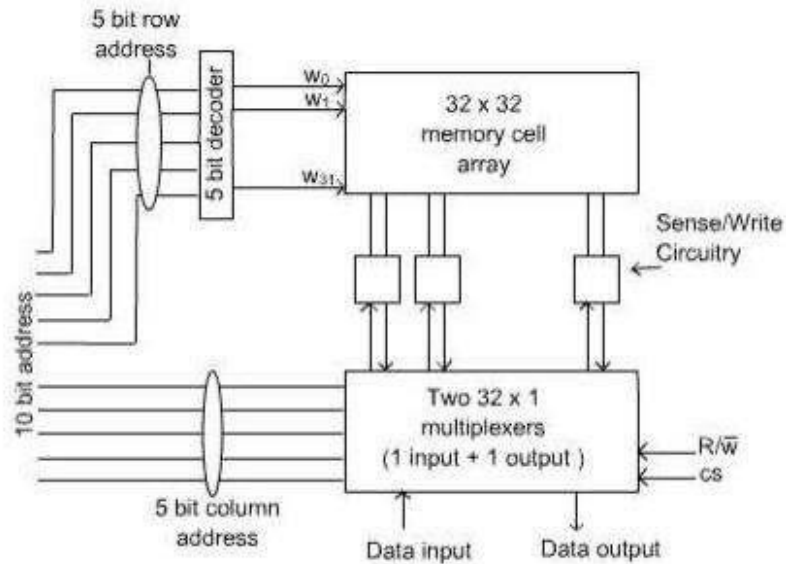 5 bit row
address
5 bit decoder
w0
w1
w31
32 x 32
memory cell
array
Sense/Write
Circuitry
10 bit address
Two 32 x 1
multiplexers
(1 input + 1 output )
R/w̅
cs
5 bit column
address
Data input
Data output